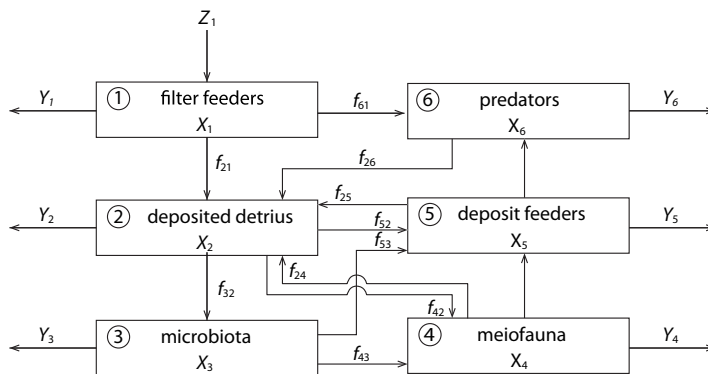 Z₁
Y₁
① filter feeders
X₁
f₆₁
⑥ predators
X₆
Y₆
f₂₁
f₂₆
Y₂
② deposited detrius
X₂
f₂₅
f₅₂
f₅₃
⑤ deposit feeders
X₅
Y₅
f₃₂
f₂₄
f₄₂
Y₃
③ microbiota
X₃
f₄₃
④ meiofauna
X₄
Y₄